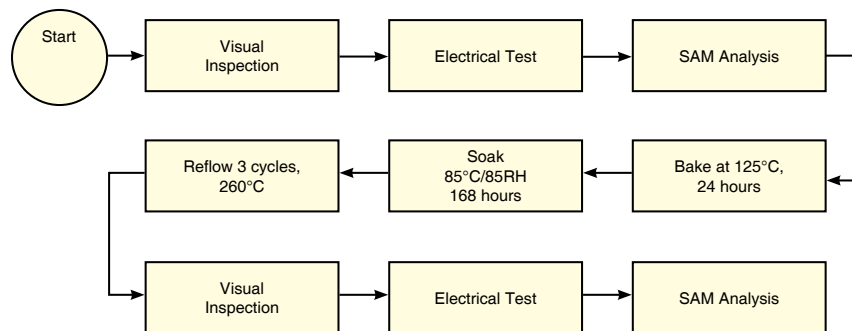 Start
Visual
Inspection
Electrical Test
SAM Analysis
Bake at 125°C,
24 hours
Soak
85°C/85RH
168 hours
Reflow 3 cycles,
260°C
Visual
Inspection
Electrical Test
SAM Analysis